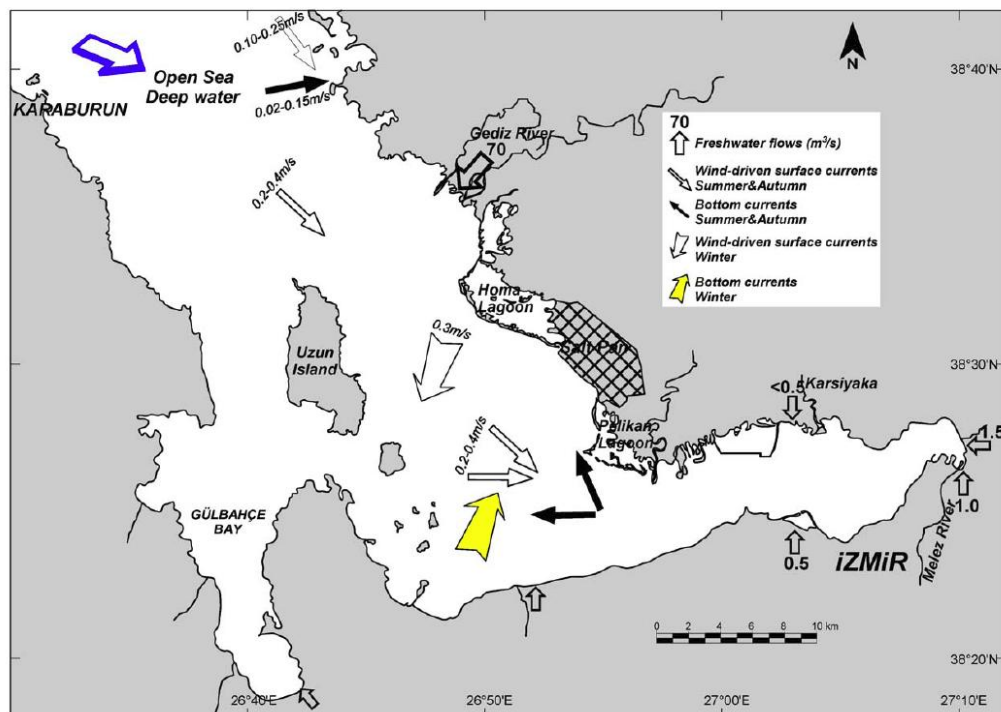 0.10-0.25m/s
Open Sea
Deep water
KARABURUN
0.02-0.15m/s
N
38°40'N
Gediz River
70
70
Freshwater flows (m³/s)
Wind-driven surface currents
Summer&Autumn
Bottom currents
Summer&Autumn
Wind-driven surface currents
Winter
Bottom currents
Winter
0.2-0.4m/s
Homa
Lagoon
Salt Pan
0.3m/s
Uzun
Island
38°30'N
<0.5
Karsiyaka
Pelikan
Lagoon
1.5
0.2-0.4m/s
1.0
GÜLBAHÇE
BAY
0.5
iZMiR
Melez River
0 2 4 6 8 10 km
38°20'N
26°40'E
26°50'E
27°00'E
27°10'E